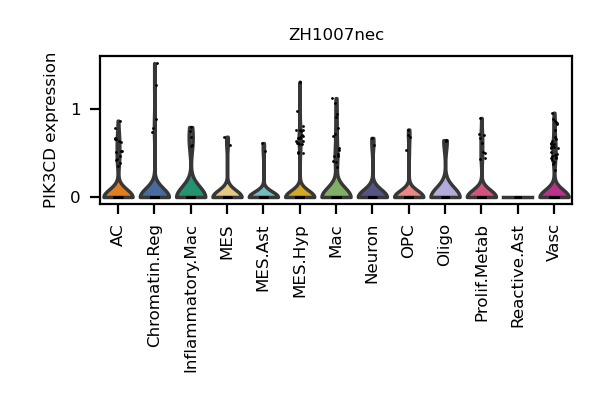 ZH1007nec
PIK3CD expression
1
0
AC
Chromatin.Reg
Inflammatory.Mac
MES
MES.Ast
MES.Hyp
Mac
Neuron
OPC
Oligo
Prolif.Metab
Reactive.Ast
Vasc